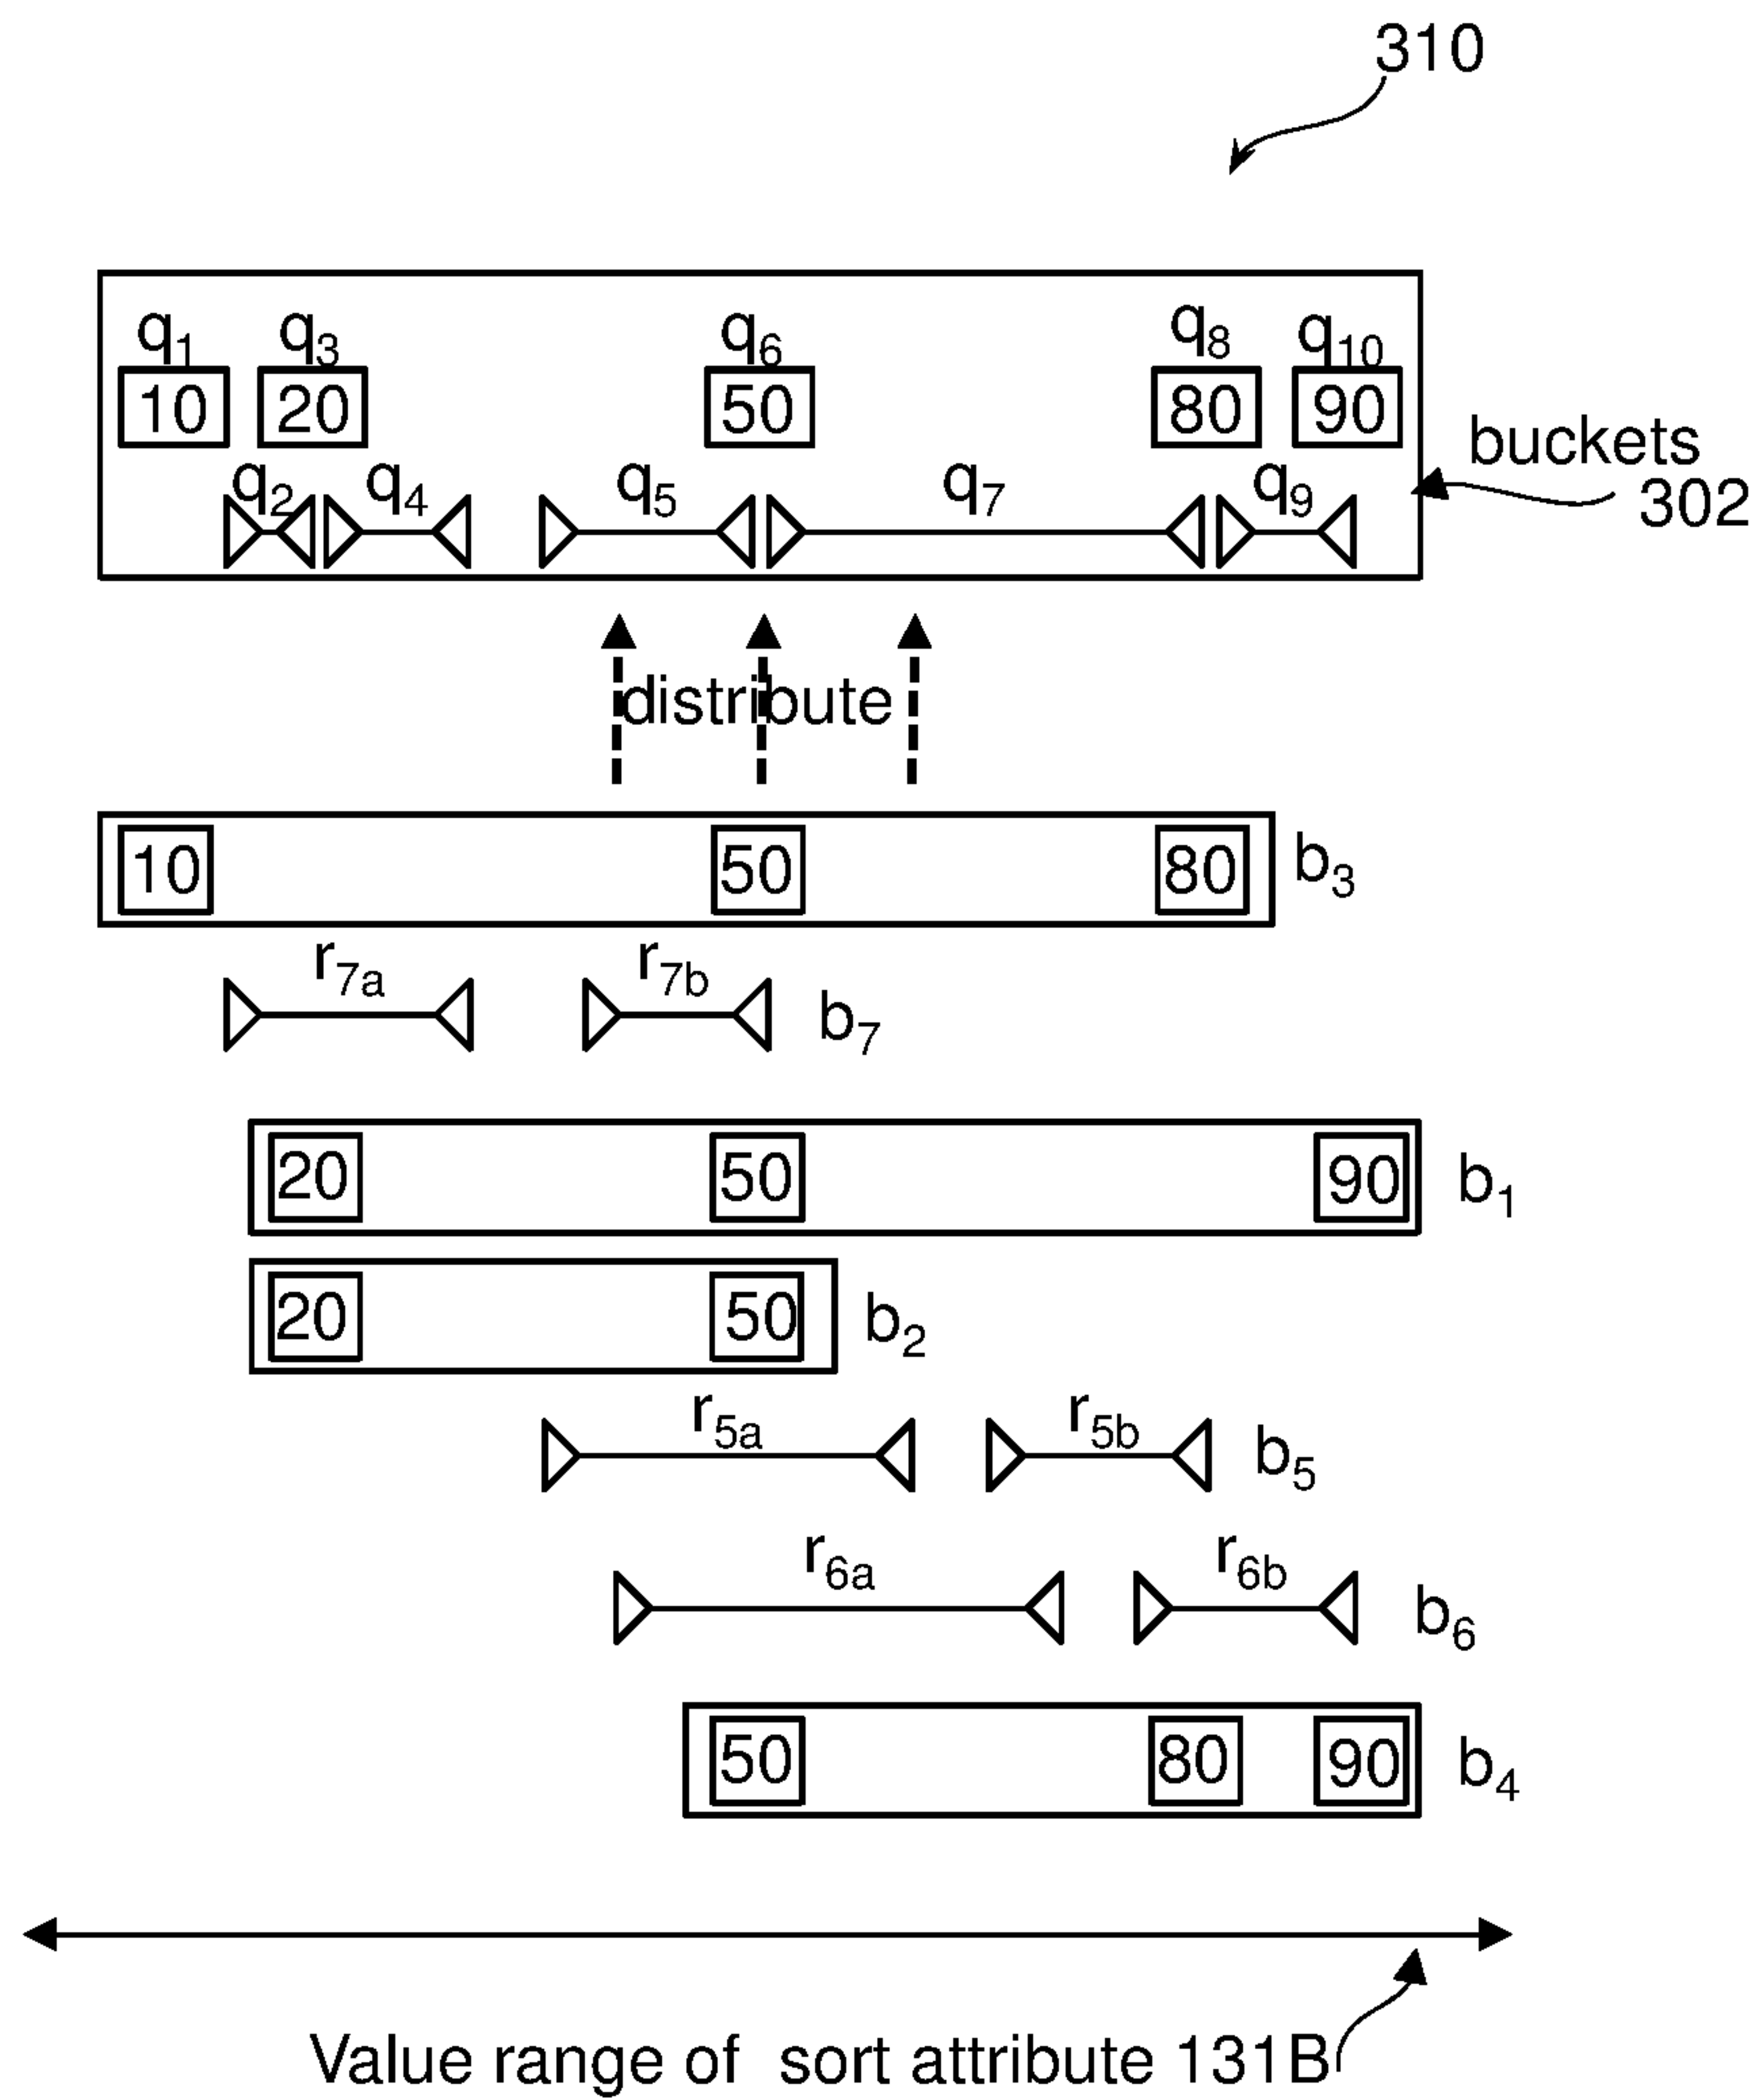 310
q1 q3 q6 q8 q10
10 20 50 80 90
buckets
302
q2 q4 q5 q7 q9
distribute
10 50 80 b3
r7a r7b
b7
20 50 90 b1
20 50 b2
r5a r5b
b5
r6a r6b
b6
50 80 90 b4
Value range of sort attribute 131B